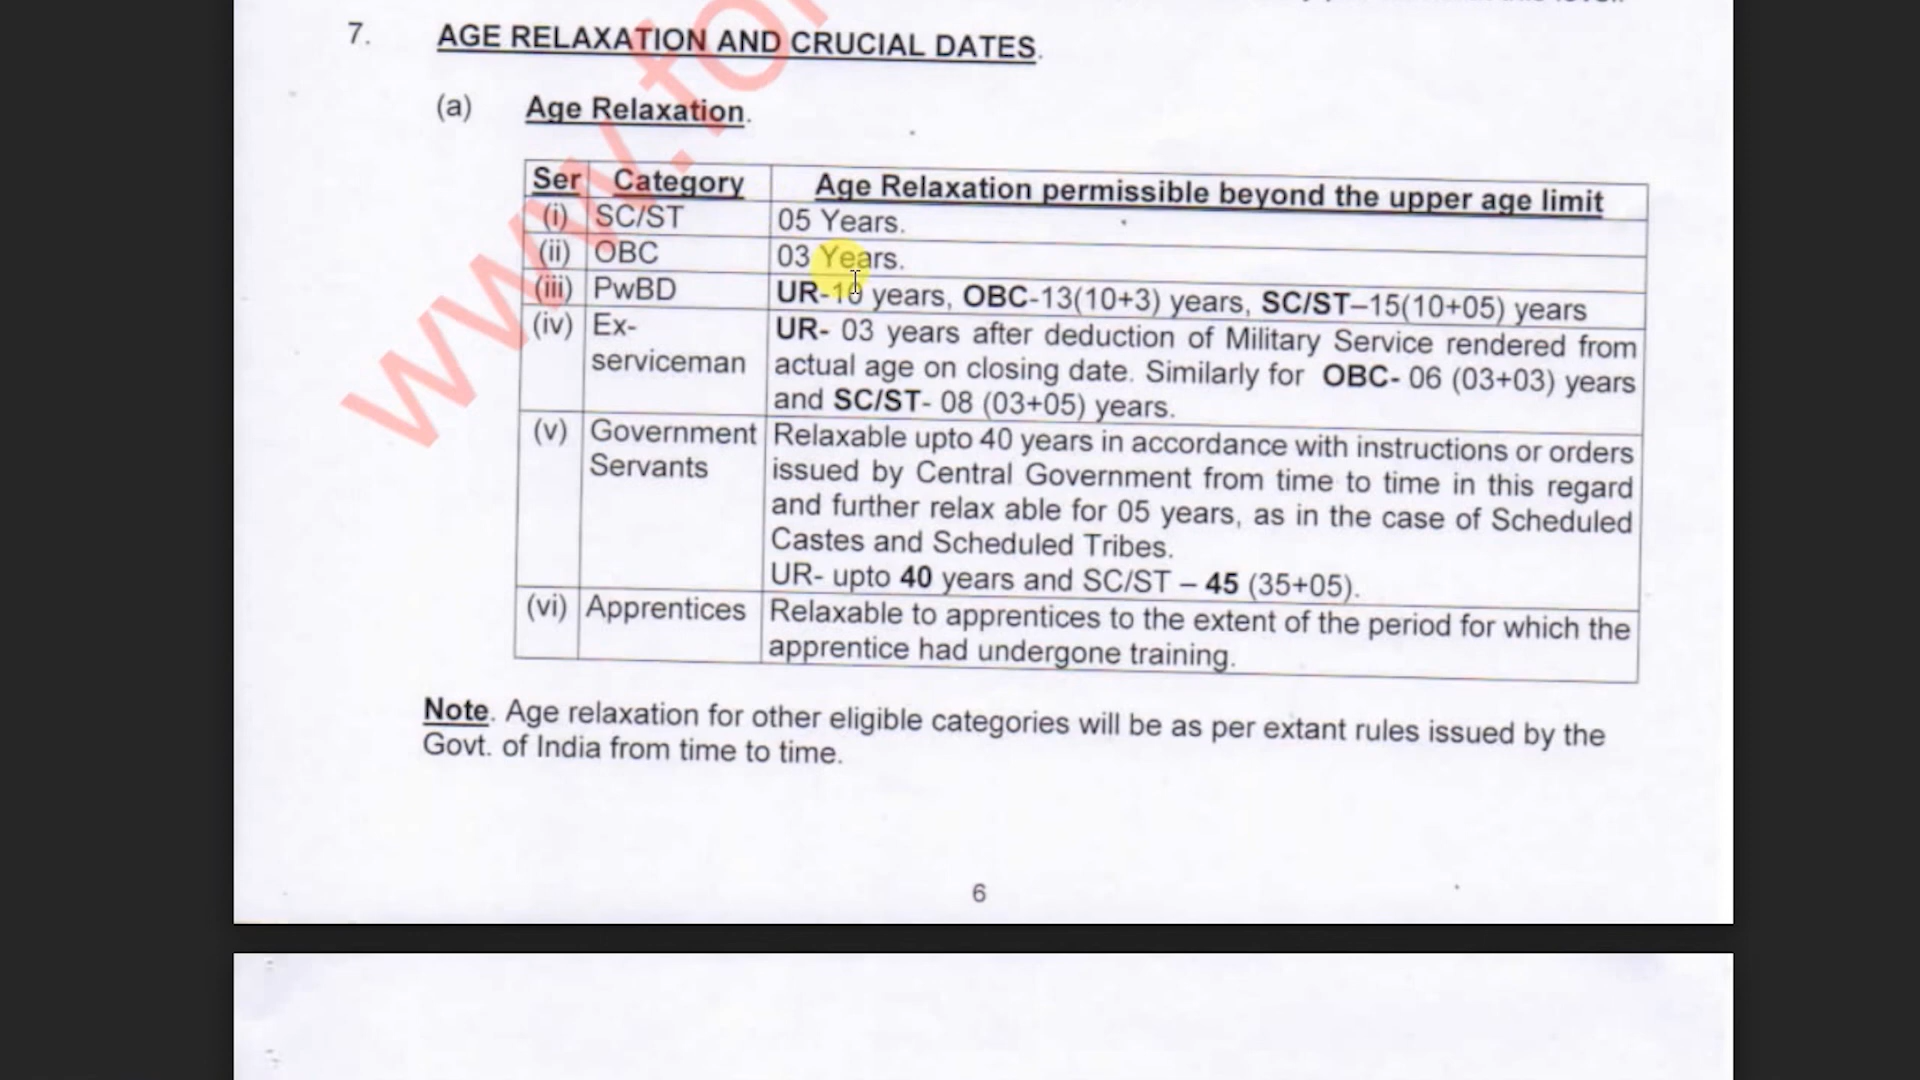 7. AGE RELAXATION AND CRUCIAL DATES.
(a) Age Relaxation.
Ser Category Age Relaxation permissible beyond the upper age limit
(i) SC/ST 05 Years.
(ii) OBC 03 Years.
(iii) PwBD UR-10 years, OBC-13(10+3) years, SC/ST–15(10+05) years
(iv) Ex- UR- 03 years after deduction of Military Service rendered from
serviceman actual age on closing date. Similarly for OBC- 06 (03+03) years
and SC/ST- 08 (03+05) years.
(v) Government Relaxable upto 40 years in accordance with instructions or orders
Servants issued by Central Government from time to time in this regard
and further relax able for 05 years, as in the case of Scheduled
Castes and Scheduled Tribes.
UR- upto 40 years and SC/ST – 45 (35+05).
(vi) Apprentices Relaxable to apprentices to the extent of the period for which the
apprentice had undergone training.
Note. Age relaxation for other eligible categories will be as per extant rules issued by the
Govt. of India from time to time.
6